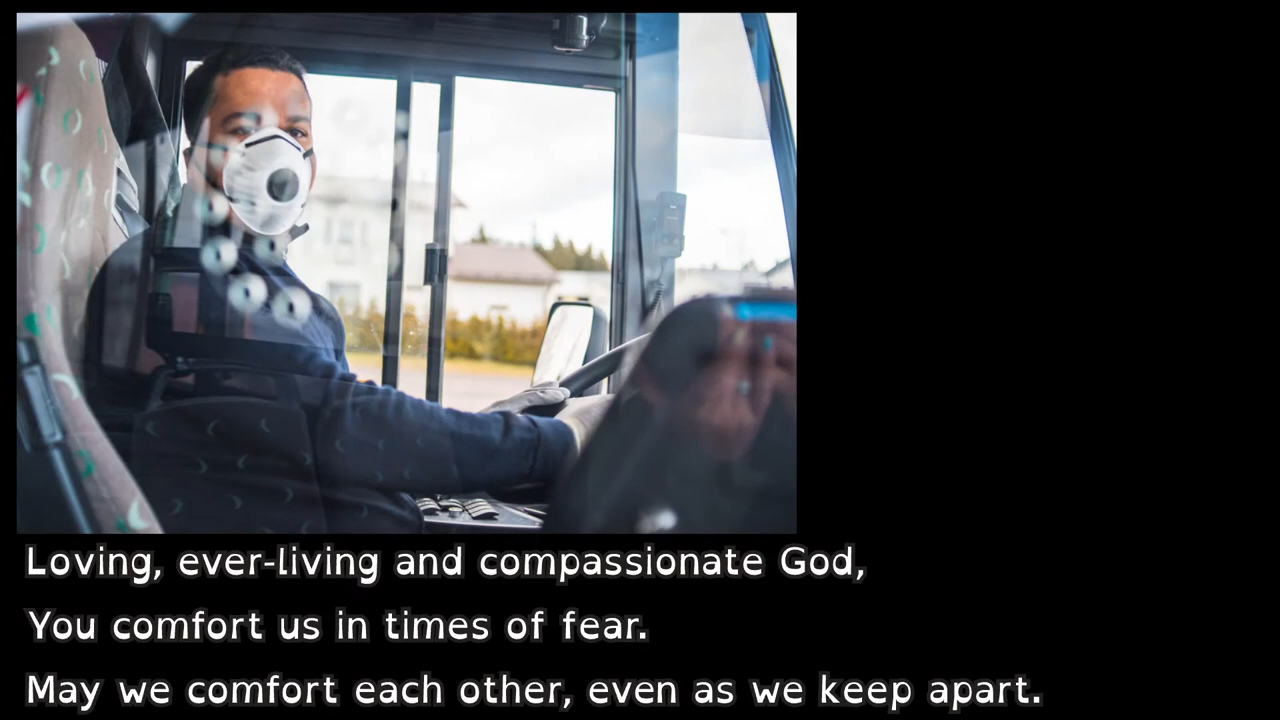 Loving, ever-living and compassionate God,
You comfort us in times of fear.
May we comfort each other, even as we keep apart.